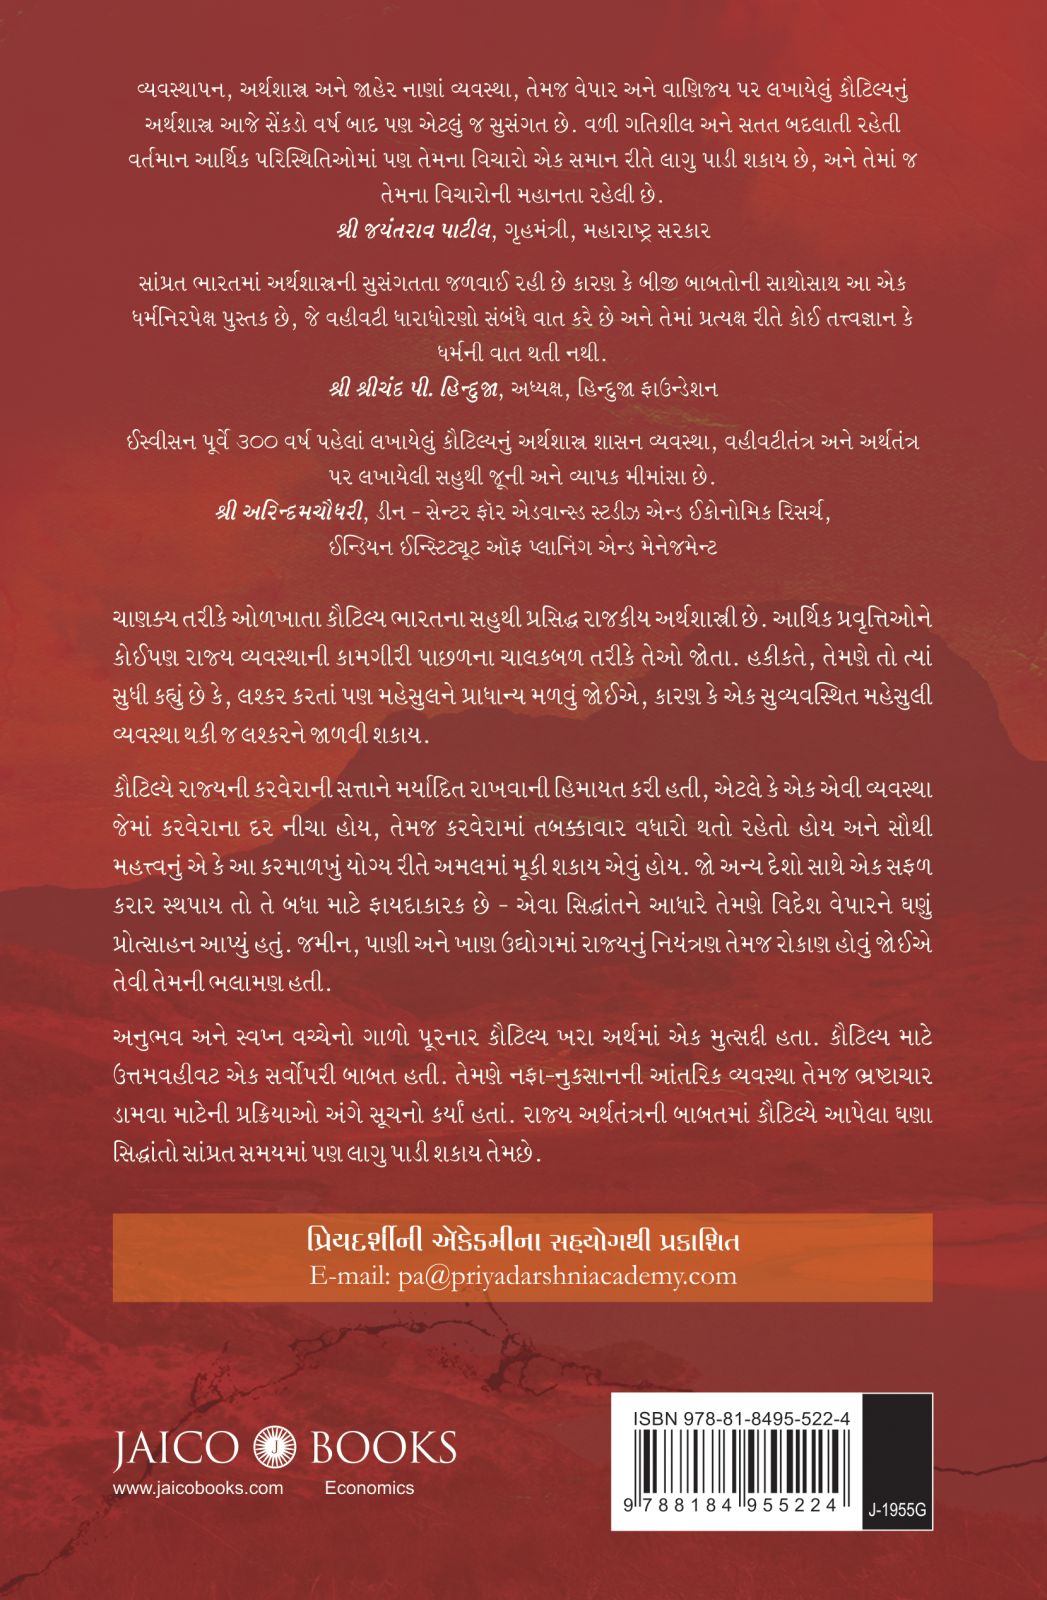 વ્યવસ્થાપન, અર્થશાસ્ત્ર અને જાહેર નાણાં વ્યવસ્થા, તેમજ વેપાર અને વાણિજ્ય પર લખાયેલું કૌટિલ્યનું
અર્થશાસ્ત્ર આજે સેંકડો વર્ષ બાદ પણ એટલું જ સુસંગત છે. વળી ગતિશીલ અને સતત બદલાતી રહેતી
વર્તમાન આર્થિક પરિસ્થિતિઓમાં પણ તેમના વિચારો એક સમાન રીતે લાગુ પાડી શકાય છે, અને તેમાં જ
તેમના વિચારોની મહાનતા રહેલી છે.
શ્રી જયંતરાવ પાટીલ, ગૃહમંત્રી, મહારાષ્ટ્ર સરકાર
સાંપ્રત ભારતમાં અર્થશાસ્ત્રની સુસંગતતા જળવાઈ રહી છે કારણ કે બીજી બાબતોની સાથોસાથ આ એક
ધર્મનિરપેક્ષ પુસ્તક છે, જે વહીવટી ધારાધોરણો સંબંધે વાત કરે છે અને તેમાં પ્રત્યક્ષ રીતે કોઈ તત્ત્વજ્ઞાન કે
ધર્મની વાત થતી નથી.
શ્રી શ્રીચંદ પી. હિન્દુજા, અધ્યક્ષ, હિન્દુજા ફાઉન્ડેશન
ઈસ્વીસન પૂર્વે ૩૦૦ વર્ષ પહેલાં લખાયેલું કૌટિલ્યનું અર્થશાસ્ત્ર શાસન વ્યવસ્થા, વહીવટીતંત્ર અને અર્થતંત્ર
પર લખાયેલી સહુથી જૂની અને વ્યાપક મીમાંસા છે.
શ્રી અરિન્દમચૌધરી, ડીન - સેન્ટર ફૉર એડવાન્સ્ડ સ્ટડીઝ એન્ડ ઈકોનોમિક રિસર્ચ,
ઈન્ડિયન ઈન્સ્ટિટ્યૂટ ઑફ પ્લાનિંગ એન્ડ મેનેજમેન્ટ
ચાણક્ય તરીકે ઓળખાતા કૌટિલ્ય ભારતના સહુથી પ્રસિદ્ધ રાજકીય અર્થશાસ્ત્રી છે. આર્થિક પ્રવૃત્તિઓને
કોઈપણ રાજ્ય વ્યવસ્થાની કામગીરી પાછળના ચાલકબળ તરીકે તેઓ જોતા. હકીકતે, તેમણે તો ત્યાં
સુધી કહ્યું છે કે, લશ્કર કરતાં પણ મહેસુલને પ્રાધાન્ય મળવું જોઈએ, કારણ કે એક સુવ્યવસ્થિત મહેસુલી
વ્યવસ્થા થકી જ લશ્કરને જાળવી શકાય.
કૌટિલ્યે રાજ્યની કરવેરાની સત્તાને મર્યાદિત રાખવાની હિમાયત કરી હતી, એટલે કે એક એવી વ્યવસ્થા
જેમાં કરવેરાના દર નીચા હોય, તેમજ કરવેરામાં તબક્કાવાર વધારો થતો રહેતો હોય અને સૌથી
મહત્ત્વનું એ કે આ કરમાળખું યોગ્ય રીતે અમલમાં મૂકી શકાય એવું હોય. જો અન્ય દેશો સાથે એક સફળ
કરાર સ્થપાય તો તે બધા માટે ફાયદાકારક છે - એવા સિદ્ધાંતને આધારે તેમણે વિદેશ વેપારને ઘણું
પ્રોત્સાહન આપ્યું હતું. જમીન, પાણી અને ખાણ ઉદ્યોગમાં રાજ્યનું નિયંત્રણ તેમજ રોકાણ હોવું જોઈએ
તેવી તેમની ભલામણ હતી.
અનુભવ અને સ્વપ્ન વચ્ચેનો ગાળો પૂરનાર કૌટિલ્ય ખરા અર્થમાં એક મુત્સદ્દી હતા. કૌટિલ્ય માટે
ઉત્તમવહીવટ એક સર્વોપરી બાબત હતી. તેમણે નફા-નુકસાનની આંતરિક વ્યવસ્થા તેમજ ભ્રષ્ટાચાર
ડામવા માટેની પ્રક્રિયાઓ અંગે સૂચનો કર્યાં હતાં. રાજ્ય અર્થતંત્રની બાબતમાં કૌટિલ્યે આપેલા ઘણા
સિદ્ધાંતો સાંપ્રત સમયમાં પણ લાગુ પાડી શકાય તેમછે.
પ્રિયદર્શીની ઍકેડમીના સહયોગથી પ્રકાશિત
E-mail: pa@priyadarshniacademy.com
ISBN 978-81-8495-522-4
JAICO J BOOKS
www.jaicobooks.com Economics
9 788184 955224
J-1955G